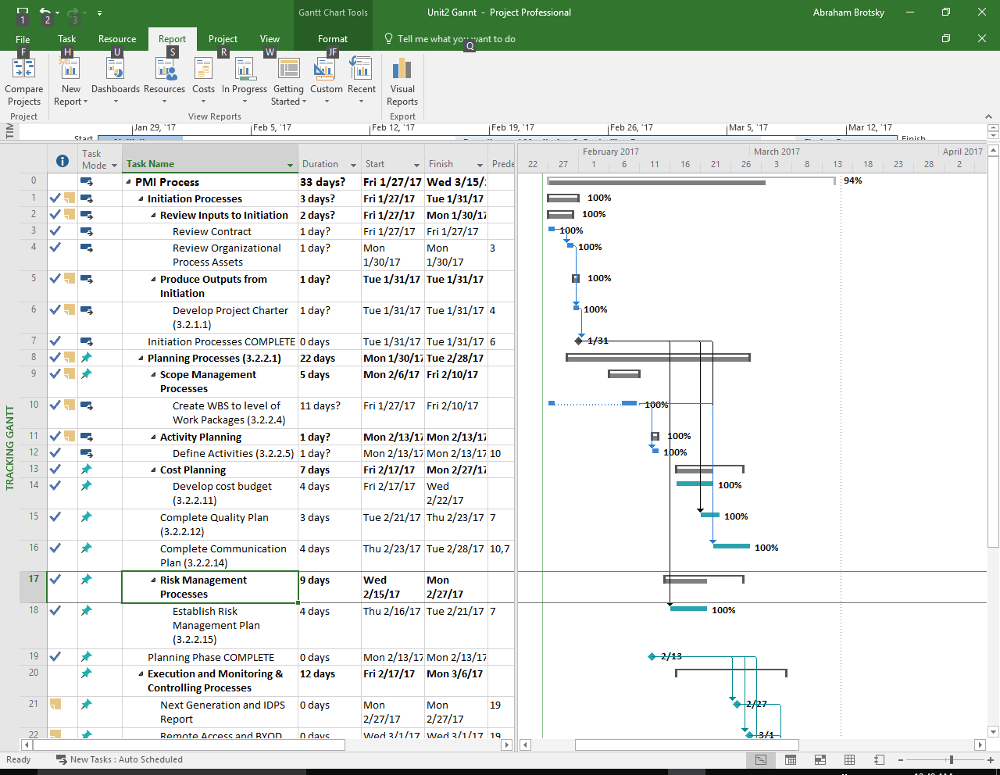 Gantt Chart Tools
Unit2 Gannt - Project Professional
Abraham Brotsky
1 2 3
File Task Resource Report Project View Format Tell me what you want to do
F H U S R W JF Q
Compare Projects
New Report
Dashboards
Resources
Costs
In Progress
Getting Started
Custom
Recent
Visual Reports
Project
View Reports
Export
TIM
Jan 29, '17 Feb 5, '17 Feb 12, '17 Feb 19, '17 Feb 26, '17 Mar 5, '17 Mar 12, '17
Start Finish
Task Mode Task Name Duration Start Finish Prede
February 2017 March 2017 April 2017
22 27 1 6 11 16 21 26 3 8 13 18 23 28 2
TRACKING GANTT
0 PMI Process 33 days? Fri 1/27/17 Wed 3/15/: 94%
1 Initiation Processes 3 days? Fri 1/27/17 Tue 1/31/17 100%
2 Review Inputs to Initiation 2 days? Fri 1/27/17 Mon 1/30/17 100%
3 Review Contract 1 day? Fri 1/27/17 Fri 1/27/17 100%
4 Review Organizational Process Assets 1 day? Mon 1/30/17 Mon 1/30/17 3 100%
5 Produce Outputs from Initiation 1 day? Tue 1/31/17 Tue 1/31/17 100%
6 Develop Project Charter (3.2.1.1) 1 day? Tue 1/31/17 Tue 1/31/17 4 100%
7 Initiation Processes COMPLETE 0 days Tue 1/31/17 Tue 1/31/17 6 1/31
8 Planning Processes (3.2.2.1) 22 days Mon 1/30/17 Tue 2/28/17
9 Scope Management Processes 5 days Mon 2/6/17 Fri 2/10/17
10 Create WBS to level of Work Packages (3.2.2.4) 11 days? Fri 1/27/17 Fri 2/10/17 100%
11 Activity Planning 1 day? Mon 2/13/17 Mon 2/13/17 100%
12 Define Activities (3.2.2.5) 1 day? Mon 2/13/17 Mon 2/13/17 10 100%
13 Cost Planning 7 days Fri 2/17/17 Mon 2/27/17
14 Develop cost budget (3.2.2.11) 4 days Fri 2/17/17 Wed 2/22/17 100%
15 Complete Quality Plan (3.2.2.12) 3 days Tue 2/21/17 Thu 2/23/17 7 100%
16 Complete Communication Plan (3.2.2.14) 4 days Thu 2/23/17 Tue 2/28/17 10,7 100%
17 Risk Management Processes 9 days Wed 2/15/17 Mon 2/27/17
18 Establish Risk Management Plan (3.2.2.15) 4 days Thu 2/16/17 Tue 2/21/17 7 100%
19 Planning Phase COMPLETE 0 days Mon 2/13/17 Mon 2/13/17 2/13
20 Execution and Monitoring & Controlling Processes 12 days Fri 2/17/17 Mon 3/6/17
21 Next Generation and IDPS Report 0 days Mon 2/27/17 Mon 2/27/17 19 2/27
22 Remote Access and BYOD 0 days Wed 3/1/17 Wed 3/1/17 19 3/1
Ready New Tasks : Auto Scheduled